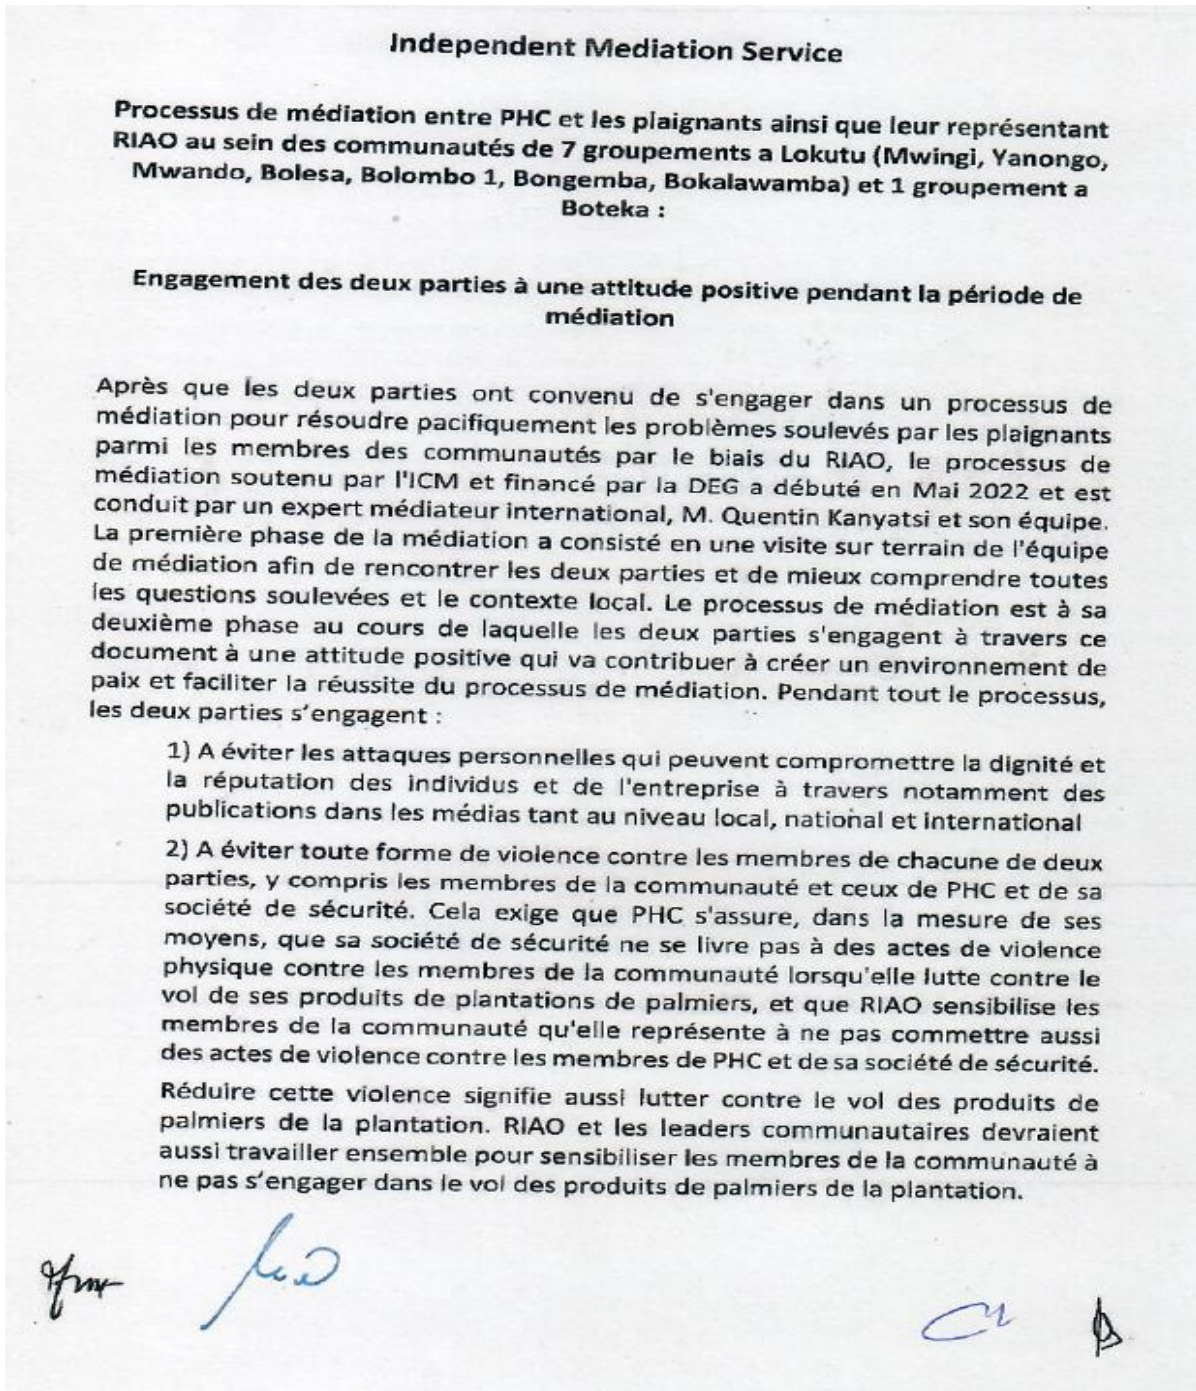 Independent Mediation Service
Processus de médiation entre PHC et les plaignants ainsi que leur représentant
RIAO au sein des communautés de 7 groupements a Lokutu (Mwingi, Yanongo,
Mwando, Bolesa, Bolombo 1, Bongemba, Bokalawamba) et 1 groupement a
Boteka :
Engagement des deux parties à une attitude positive pendant la période de
médiation
Après que les deux parties ont convenu de s'engager dans un processus de
médiation pour résoudre pacifiquement les problèmes soulevés par les plaignants
parmi les membres des communautés par le biais du RIAO, le processus de
médiation soutenu par l'ICM et financé par la DEG a débuté en Mai 2022 et est
conduit par un expert médiateur international, M. Quentin Kanyatsi et son équipe.
La première phase de la médiation a consisté en une visite sur terrain de l'équipe
de médiation afin de rencontrer les deux parties et de mieux comprendre toutes
les questions soulevées et le contexte local. Le processus de médiation est à sa
deuxième phase au cours de laquelle les deux parties s'engagent à travers ce
document à une attitude positive qui va contribuer à créer un environnement de
paix et faciliter la réussite du processus de médiation. Pendant tout le processus,
les deux parties s'engagent :
1) A éviter les attaques personnelles qui peuvent compromettre la dignité et
la réputation des individus et de l'entreprise à travers notamment des
publications dans les médias tant au niveau local, national et international
2) A éviter toute forme de violence contre les membres de chacune de deux
parties, y compris les membres de la communauté et ceux de PHC et de sa
société de sécurité. Cela exige que PHC s'assure, dans la mesure de ses
moyens, que sa société de sécurité ne se livre pas à des actes de violence
physique contre les membres de la communauté lorsqu'elle lutte contre le
vol de ses produits de plantations de palmiers, et que RIAO sensibilise les
membres de la communauté qu'elle représente à ne pas commettre aussi
des actes de violence contre les membres de PHC et de sa société de sécurité.
Réduire cette violence signifie aussi lutter contre le vol des produits de
palmiers de la plantation. RIAO et les leaders communautaires devraient
aussi travailler ensemble pour sensibiliser les membres de la communauté à
ne pas s'engager dans le vol des produits de palmiers de la plantation.